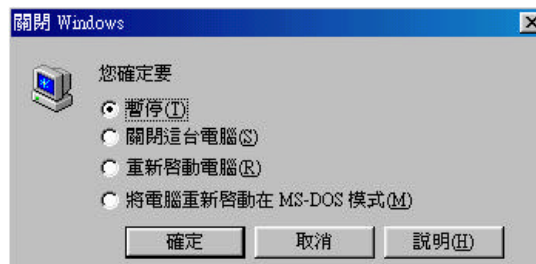 關閉 Windows
您確定要
暫停(T)
關閉這台電腦(S)
重新啓動電腦(R)
將電腦重新啓動在 MS-DOS 模式(M)
確定 取消 說明(H)